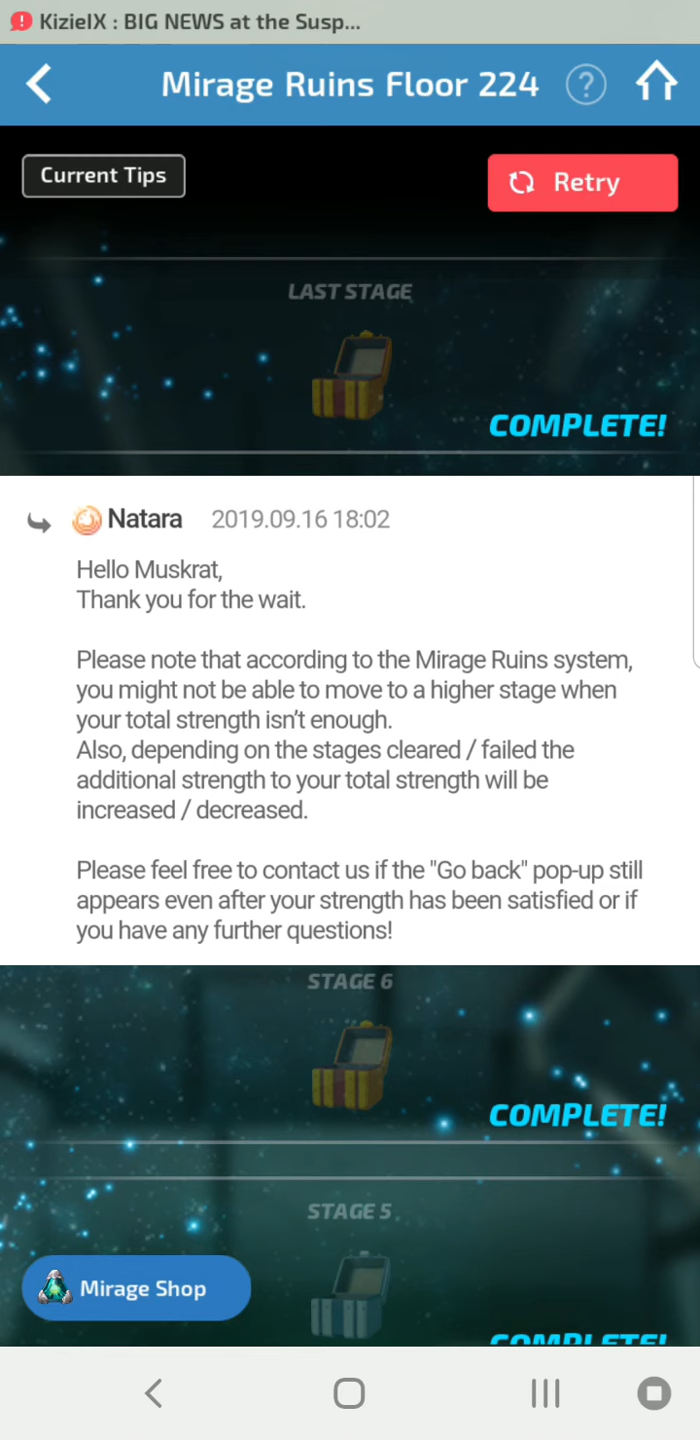 KizieIX : BIG NEWS at the Susp...
Mirage Ruins Floor 224
?
Current Tips
Retry
LAST STAGE
COMPLETE!
Natara 2019.09.16 18:02
Hello Muskrat,
Thank you for the wait.
Please note that according to the Mirage Ruins system,
you might not be able to move to a higher stage when
your total strength isn't enough.
Also, depending on the stages cleared / failed the
additional strength to your total strength will be
increased / decreased.
Please feel free to contact us if the "Go back" pop-up still
appears even after your strength has been satisfied or if
you have any further questions!
STAGE 6
COMPLETE!
STAGE 5
Mirage Shop
COMPLETE!